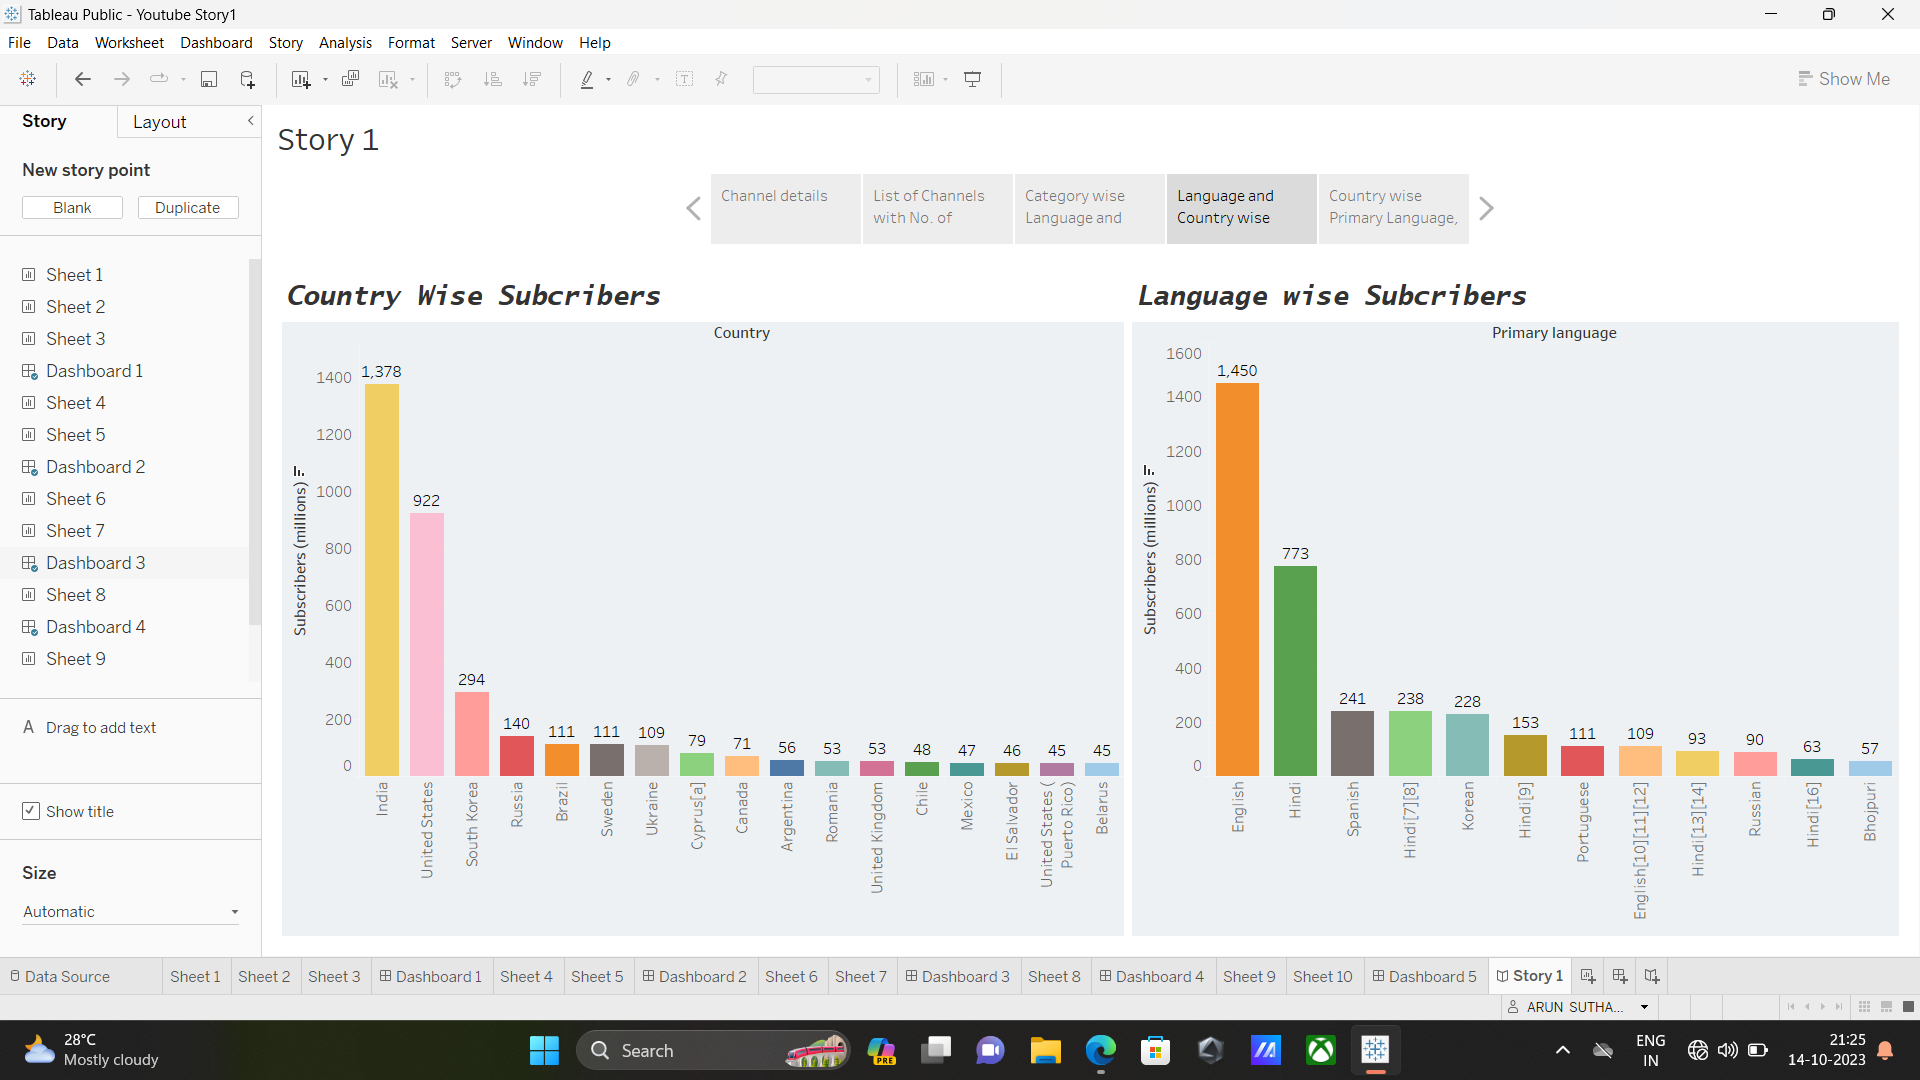 Tableau Public - Youtube Story1
File Data Worksheet Dashboard Story Analysis Format Server Window Help
Show Me
Story Layout
New story point
Blank Duplicate
Sheet 1
Sheet 2
Sheet 3
Dashboard 1
Sheet 4
Sheet 5
Dashboard 2
Sheet 6
Sheet 7
Dashboard 3
Sheet 8
Dashboard 4
Sheet 9
A Drag to add text
Show title
Size
Automatic
Story 1
Channel details
List of Channels
with No. of
Category wise
Language and
Language and
Country wise
Country wise
Primary Language,
Country Wise Subcribers
Country
Subscribers (millions)
1400
1200
1000
800
600
400
200
0
1,378
922
294
140
111
111
109
79
71
56
53
53
48
47
46
45
45
India
United States
South Korea
Russia
Brazil
Sweden
Ukraine
Cyprus[a]
Canada
Argentina
Romania
United Kingdom
Chile
Mexico
El Salvador
United States (
Puerto Rico)
Belarus
Language wise Subcribers
Primary language
Subscribers (millions)
1600
1400
1200
1000
800
600
400
200
0
1,450
773
241
238
228
153
111
109
93
90
63
57
English
Hindi
Spanish
Hindi[7][8]
Korean
Hindi[9]
Portuguese
English[10][11][12]
Hindi[13][14]
Russian
Hindi[16]
Bhojpuri
Data Source Sheet 1 Sheet 2 Sheet 3 Dashboard 1 Sheet 4 Sheet 5 Dashboard 2 Sheet 6 Sheet 7 Dashboard 3 Sheet 8 Dashboard 4 Sheet 9 Sheet 10 Dashboard 5 Story 1
ARUN SUTHA...
28°C
Mostly cloudy
Search
PRE
ENG
IN
21:25
14-10-2023